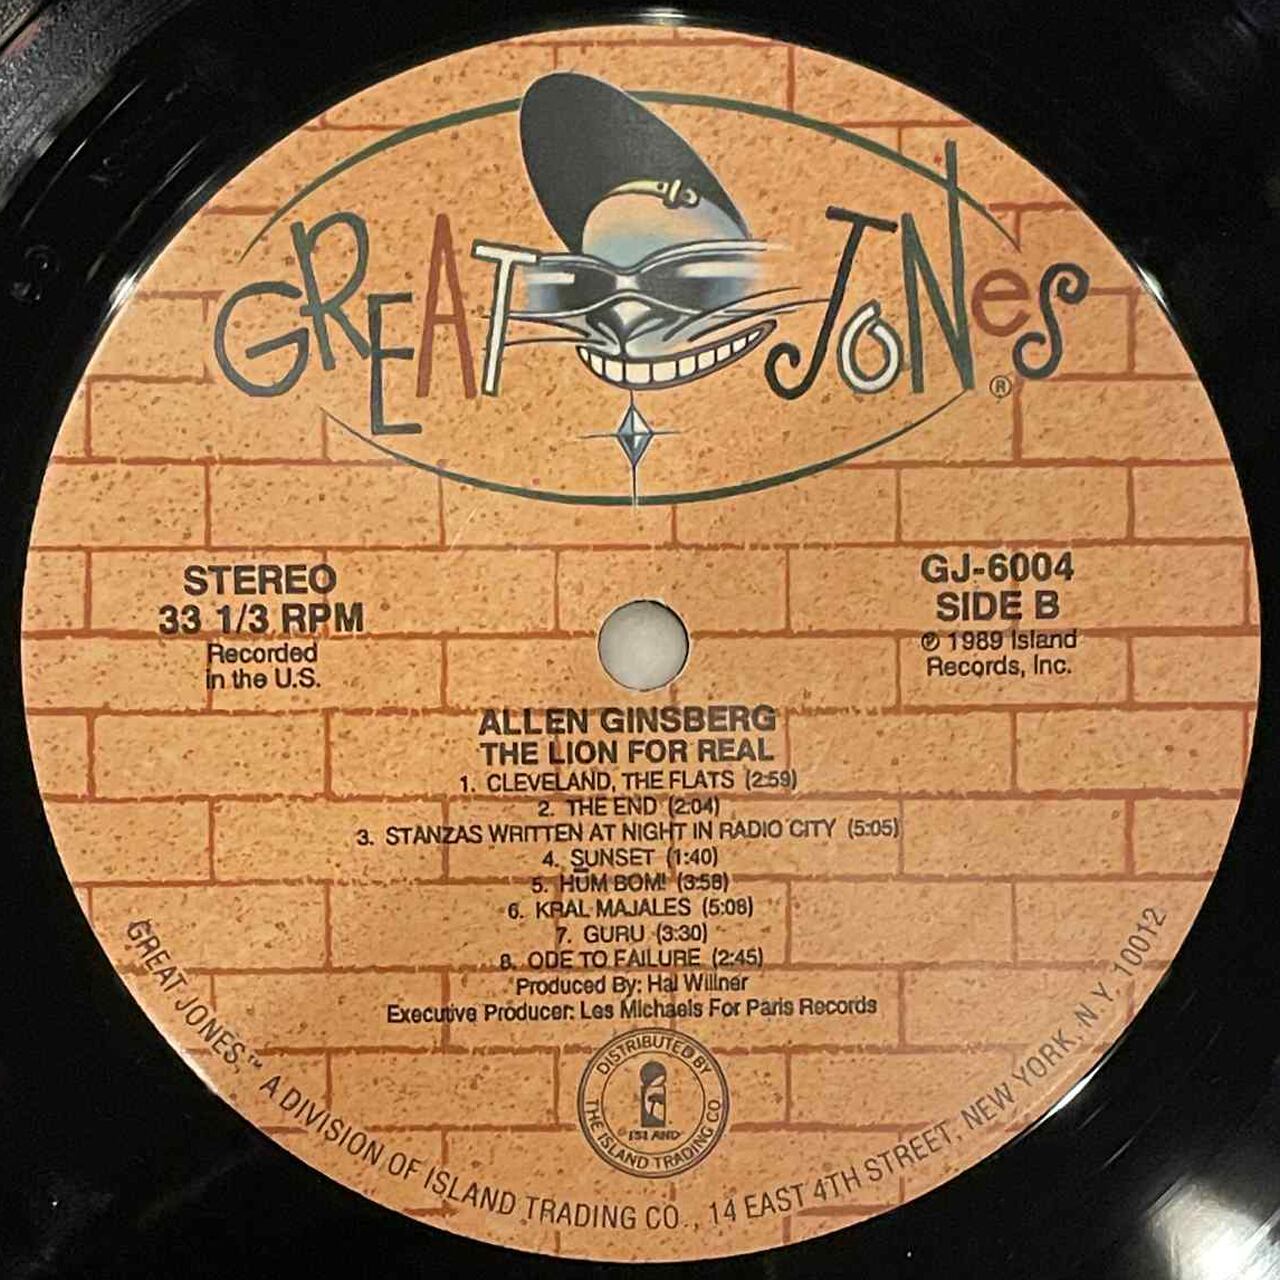 GREAT JONES ®
STEREO
33 1/3 RPM
Recorded
in the U.S.
GJ-6004
SIDE B
℗ 1989 Island
Records, Inc.
ALLEN GINSBERG
THE LION FOR REAL
1. CLEVELAND, THE FLATS (2:59)
2. THE END (2:04)
3. STANZAS WRITTEN AT NIGHT IN RADIO CITY (5:05)
4. SUNSET (1:40)
5. HŪM BOM! (3:58)
6. KRAL MAJALES (5:08)
7. GURU (3:30)
8. ODE TO FAILURE (2:45)
Produced By: Hal Willner
Executive Producer: Les Michaels For Paris Records
DISTRIBUTED BY
THE ISLAND TRADING CO
ISLAND
GREAT JONES,™ A DIVISION OF ISLAND TRADING CO., 14 EAST 4TH STREET, NEW YORK, N.Y. 10012